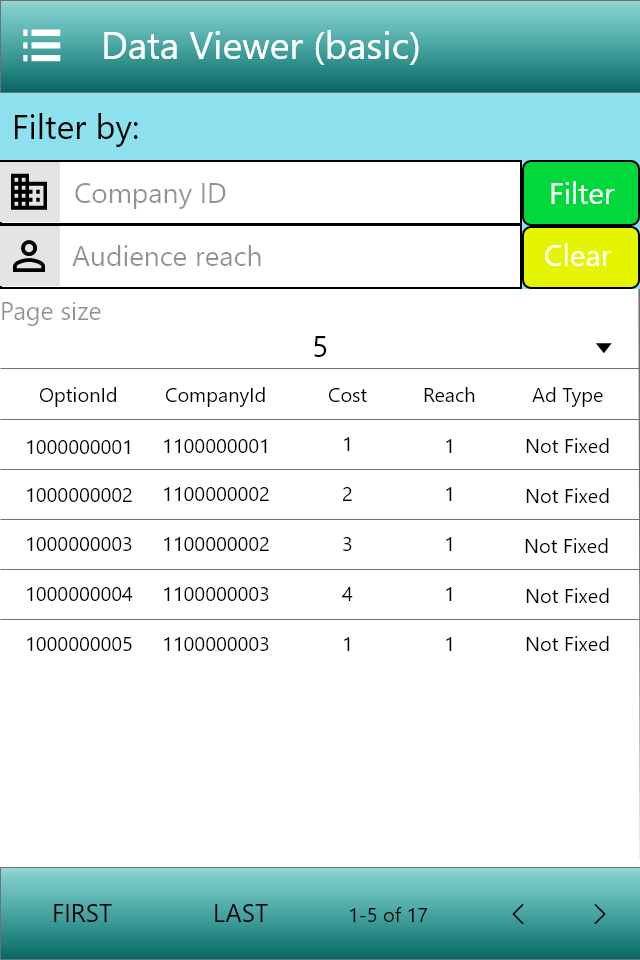 Data Viewer (basic)
Filter by:
Company ID Filter
Audience reach Clear
Page size
5
OptionId CompanyId Cost Reach Ad Type
1000000001 1100000001 1 1 Not Fixed
1000000002 1100000002 2 1 Not Fixed
1000000003 1100000002 3 1 Not Fixed
1000000004 1100000003 4 1 Not Fixed
1000000005 1100000003 1 1 Not Fixed
FIRST LAST 1-5 of 17